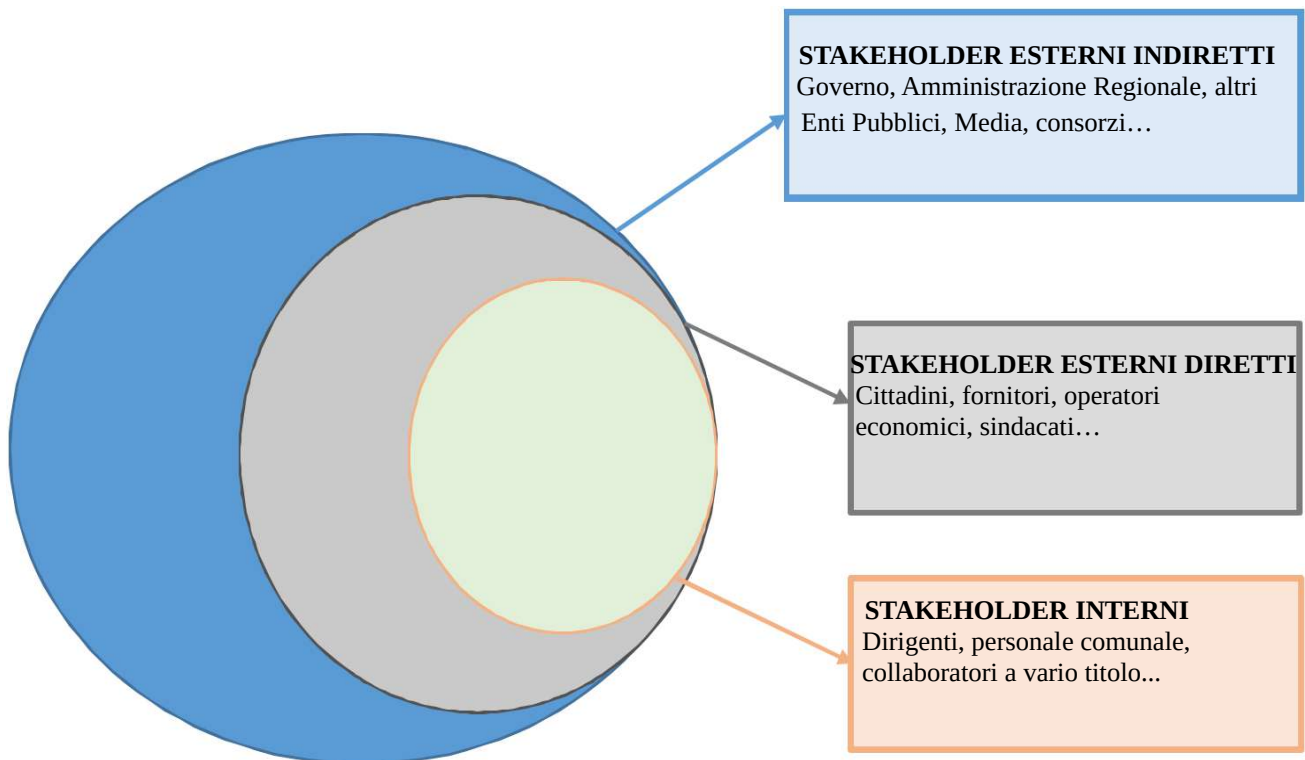 STAKEHOLDER ESTERNI INDIRETTI
Governo, Amministrazione Regionale, altri
Enti Pubblici, Media, consorzi…
STAKEHOLDER ESTERNI DIRETTI
Cittadini, fornitori, operatori
economici, sindacati…
STAKEHOLDER INTERNI
Dirigenti, personale comunale,
collaboratori a vario titolo...